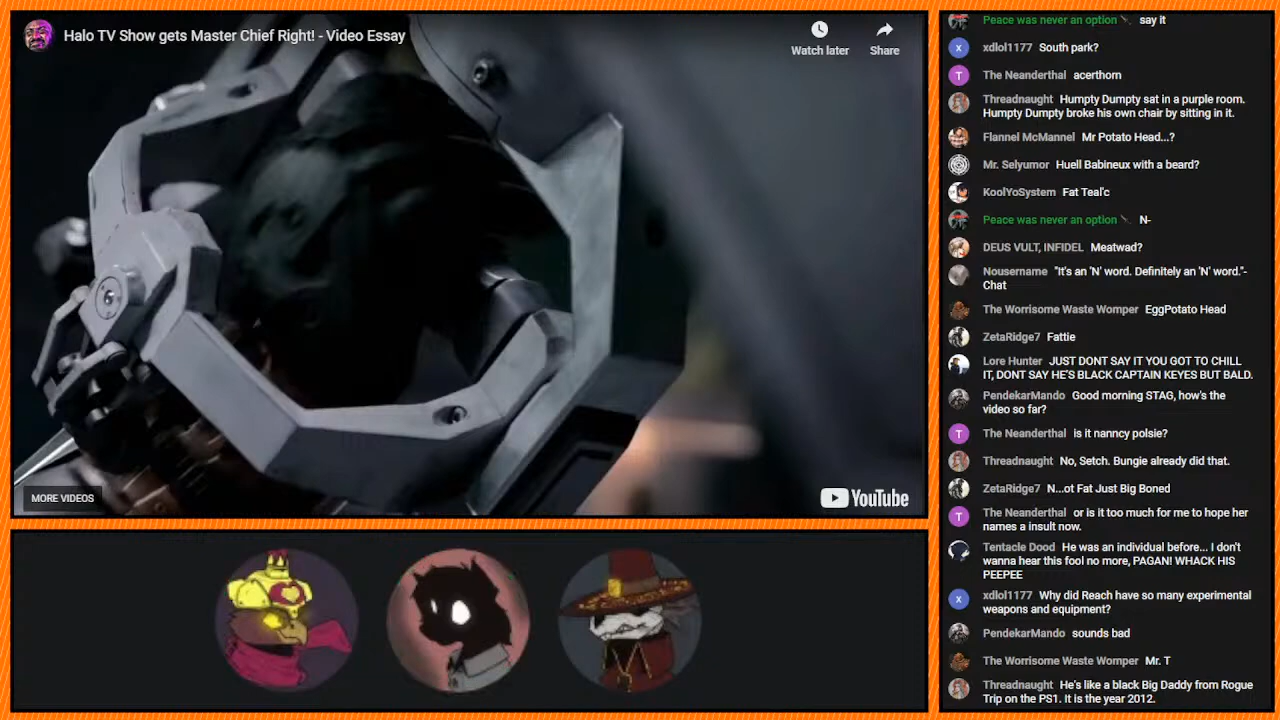 Halo TV Show gets Master Chief Right! - Video Essay
Watch later
Share
MORE VIDEOS
YouTube
Peace was never an option say it
x xdlol1177 South park?
T The Neanderthal acerthorn
Threadnaught Humpty Dumpty sat in a purple room.
Humpty Dumpty broke his own chair by sitting in it.
Flannel McMannel Mr Potato Head...?
Mr. Selyumor Huell Babineux with a beard?
KoolYoSystem Fat Teal'c
Peace was never an option N-
DEUS VULT, INFIDEL Meatwad?
Nousername "It's an 'N' word. Definitely an 'N' word."-
Chat
The Worrisome Waste Womper EggPotato Head
ZetaRidge7 Fattie
Lore Hunter JUST DONT SAY IT YOU GOT TO CHILL
IT, DONT SAY HE'S BLACK CAPTAIN KEYES BUT BALD.
PendekarMando Good morning STAG, how's the
video so far?
T The Neanderthal is it nanncy polsie?
Threadnaught No, Setch. Bungie already did that.
ZetaRidge7 N...ot Fat Just Big Boned
T The Neanderthal or is it too much for me to hope her
names a insult now.
Tentacle Dood He was an individual before... I don't
wanna hear this fool no more, PAGAN! WHACK HIS
PEEPEE
x xdlol1177 Why did Reach have so many experimental
weapons and equipment?
PendekarMando sounds bad
The Worrisome Waste Womper Mr. T
Threadnaught He's like a black Big Daddy from Rogue
Trip on the PS1. It is the year 2012.